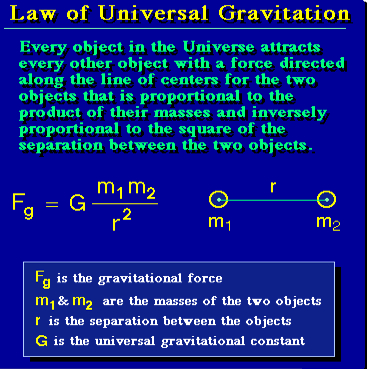 Law of Universal Gravitation
Every object in the Universe attracts
every other object with a force directed
along the line of centers for the two
objects that is proportional to the
product of their masses and inversely
proportional to the square of the
separation between the two objects.
Fg = G m1 m2 / r²
r
m1 m2
Fg is the gravitational force
m1 & m2 are the masses of the two objects
r is the separation between the objects
G is the universal gravitational constant